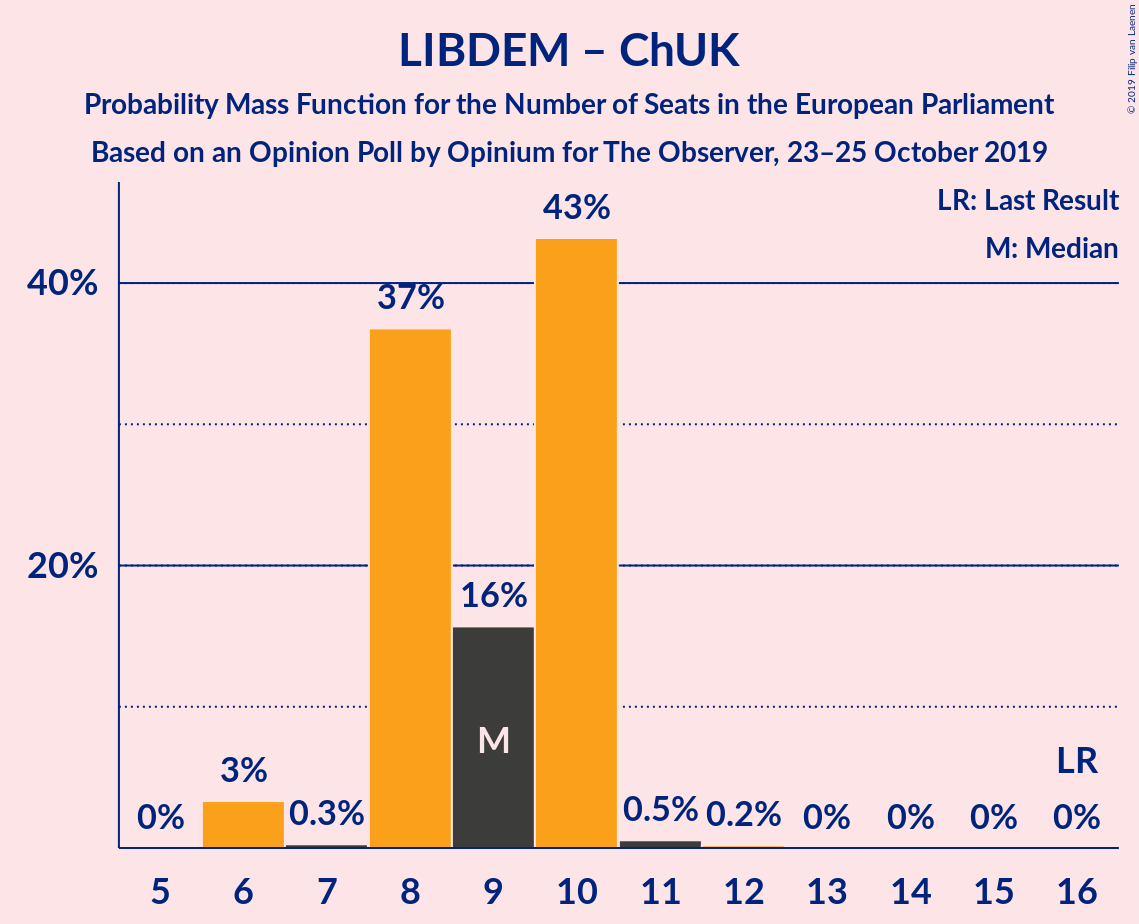 LIBDEM – ChUK
Probability Mass Function for the Number of Seats in the European Parliament
Based on an Opinion Poll by Opinium for The Observer, 23–25 October 2019
© 2019 Filip van Laenen
LR: Last Result
M: Median
43%
40%
37%
20%
16%
M
LR
3%
0%
0.3%
0.5%
0.2%
0%
0%
0%
0%
5 6 7 8 9 10 11 12 13 14 15 16